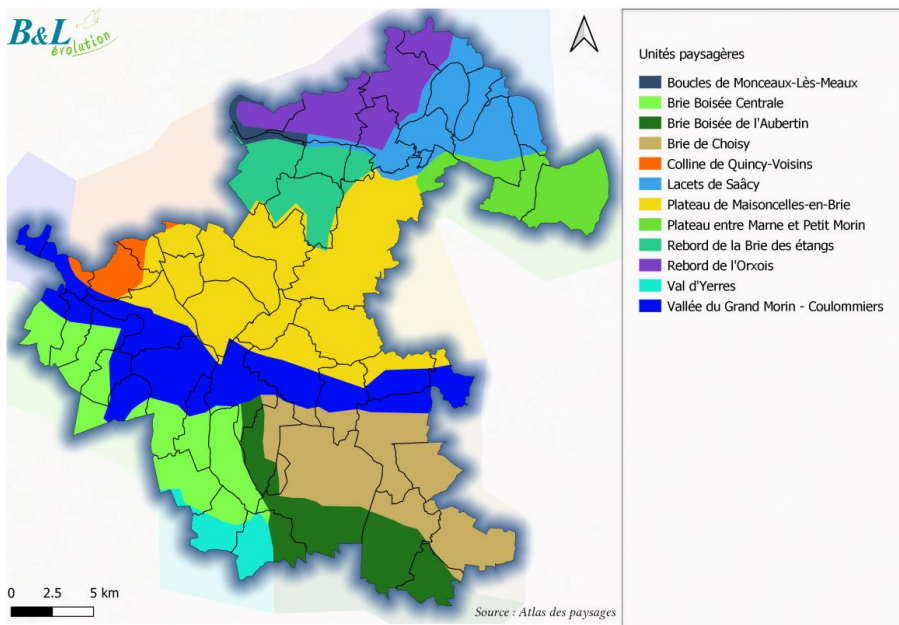 B&L
évolution
Unités paysagères
Boucles de Monceaux-Lès-Meaux
Brie Boisée Centrale
Brie Boisée de l'Aubertin
Brie de Choisy
Colline de Quincy-Voisins
Lacets de Saâcy
Plateau de Maisoncelles-en-Brie
Plateau entre Marne et Petit Morin
Rebord de la Brie des étangs
Rebord de l'Orxois
Val d'Yerres
Vallée du Grand Morin - Coulommiers
0 2.5 5 km
Source : Atlas des paysages